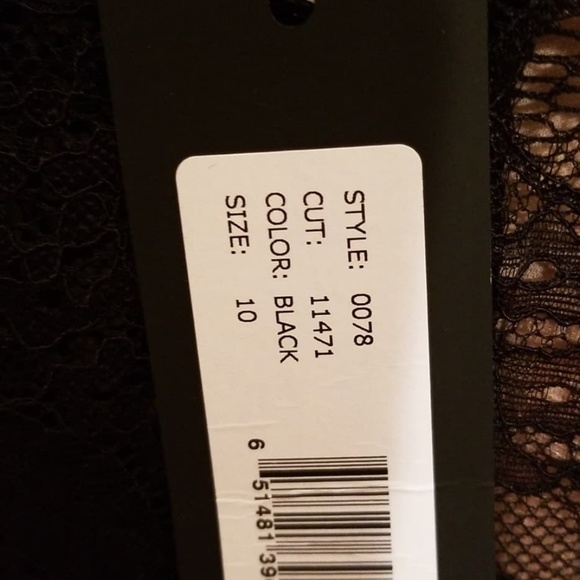 STYLE: 0078
CUT: 11471
COLOR: BLACK
SIZE: 10
6 51481 39